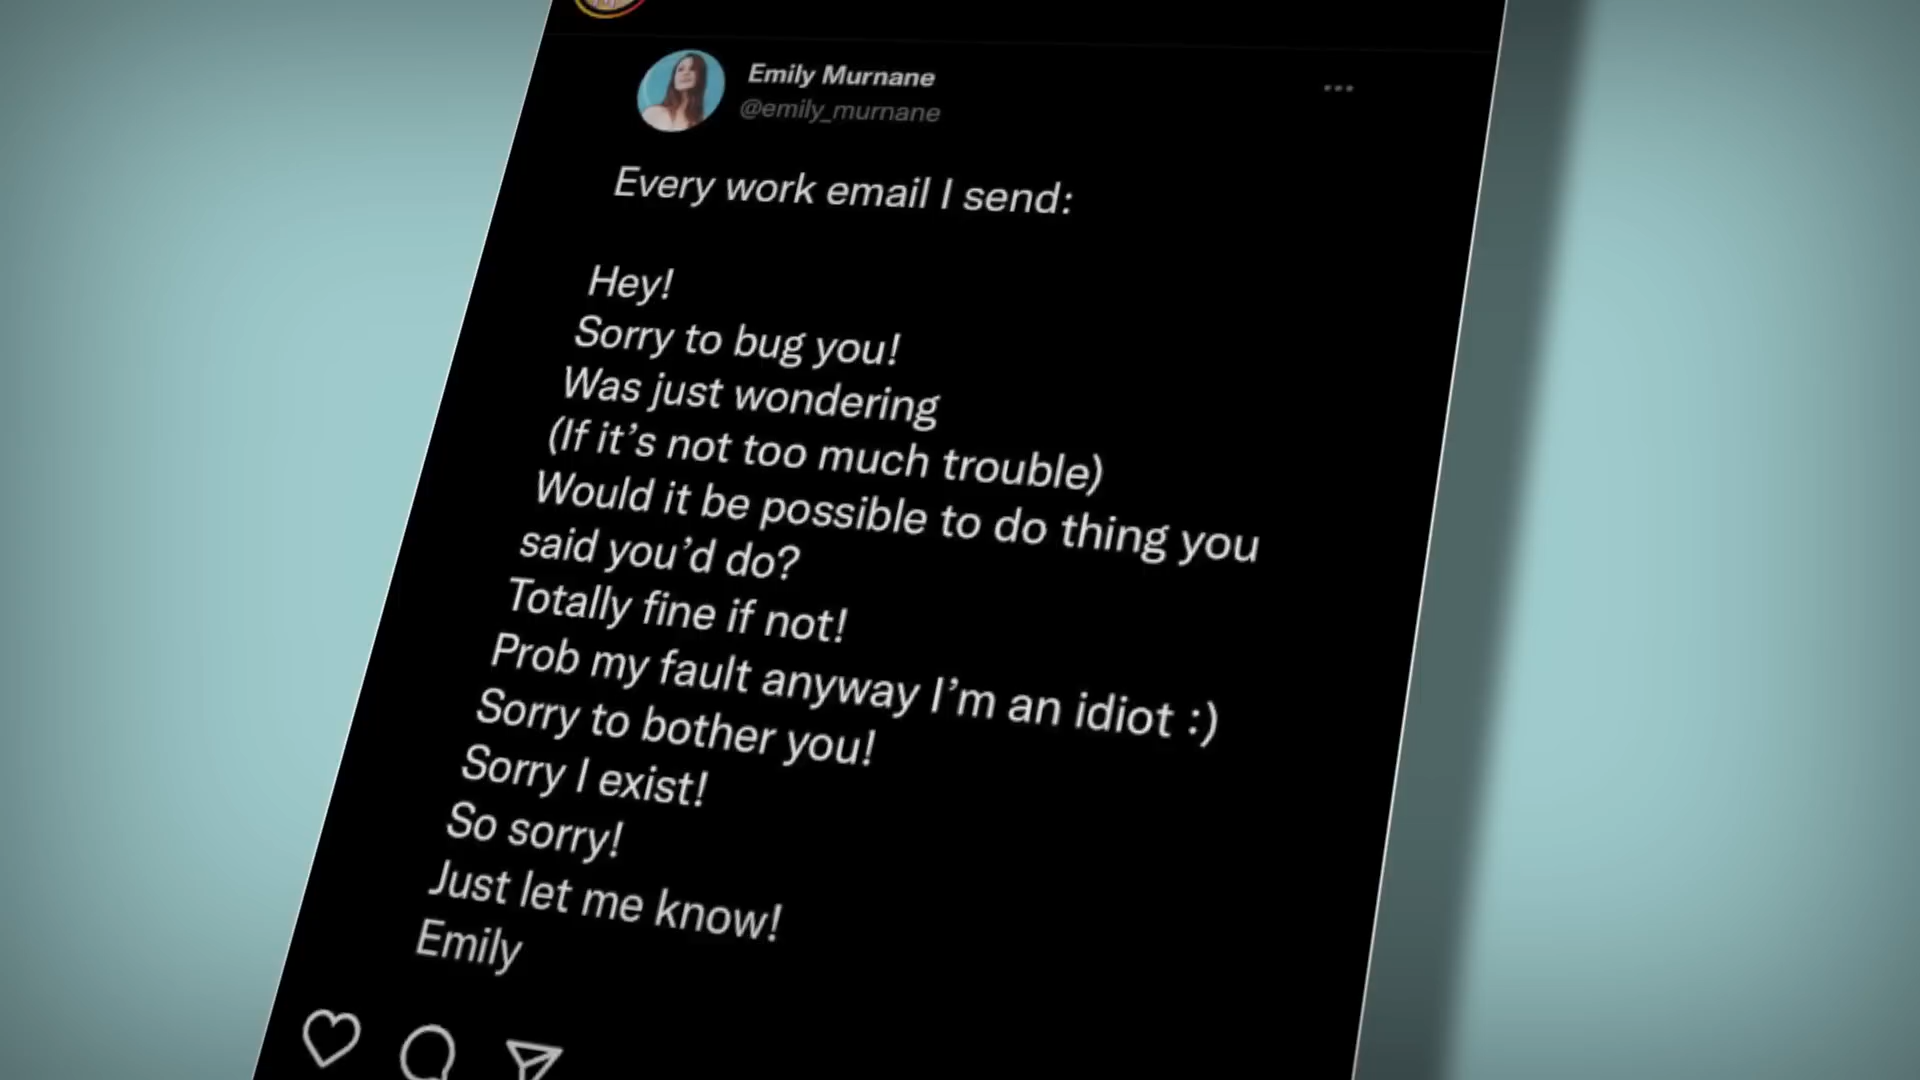 Emily Murnane
@emily_murnane
Every work email I send:
Hey!
Sorry to bug you!
Was just wondering
(If it's not too much trouble)
Would it be possible to do thing you
said you'd do?
Totally fine if not!
Prob my fault anyway I'm an idiot :)
Sorry to bother you!
Sorry I exist!
So sorry!
Just let me know!
Emily